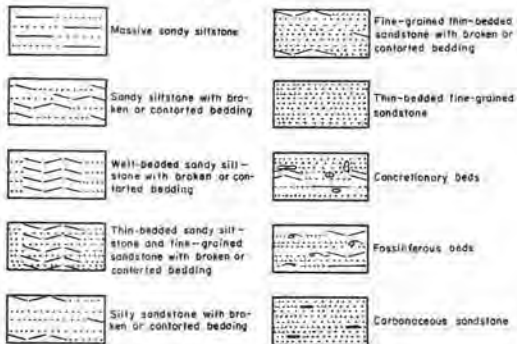 Massive sandy siltstone
Sandy siltstone with bro-
ken or contorted bedding
Well-bedded sandy silt-
stone with broken or con-
torted bedding
Thin-bedded sandy silt-
stone and fine-grained
sandstone with broken or
contorted bedding
Silty sandstone with bro-
ken or contorted bedding
Fine-grained thin-bedded
sandstone with broken or
contorted bedding
Thin-bedded fine-grained
sandstone
Concretionary beds
Fossiliferous beds
Carbonaceous sandstone